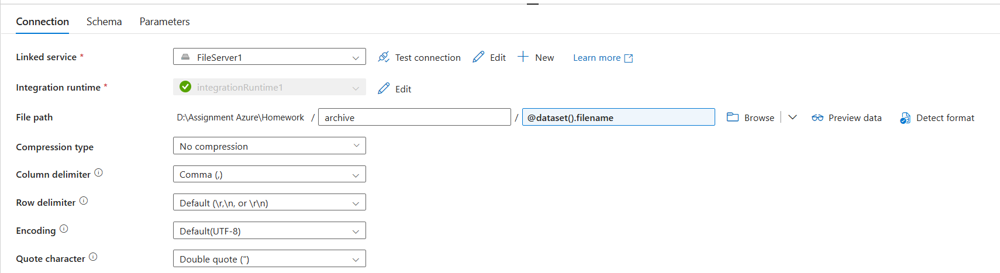 Connection Schema Parameters
Linked service * FileServer1 Test connection Edit New Learn more
Integration runtime * integrationRuntime1 Edit
File path D:\Assignment Azure\Homework / archive / @dataset().filename Browse Preview data Detect format
Compression type No compression
Column delimiter Comma (,)
Row delimiter Default (\r,\n, or \r\n)
Encoding Default(UTF-8)
Quote character Double quote (")